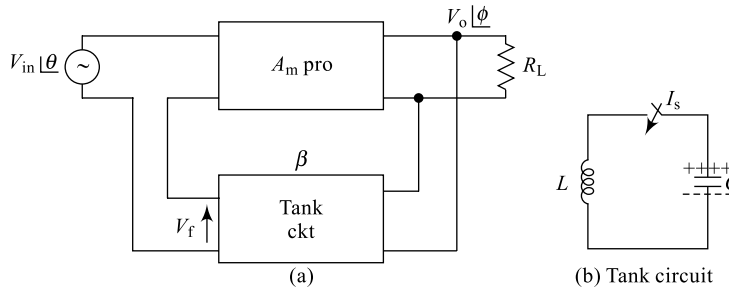 V_o ⌊ϕ
V_in ⌊θ
~
A_m pro
R_L
I_s
β
+ + + +
L
Tank
ckt
V_f
(a)
(b) Tank circuit